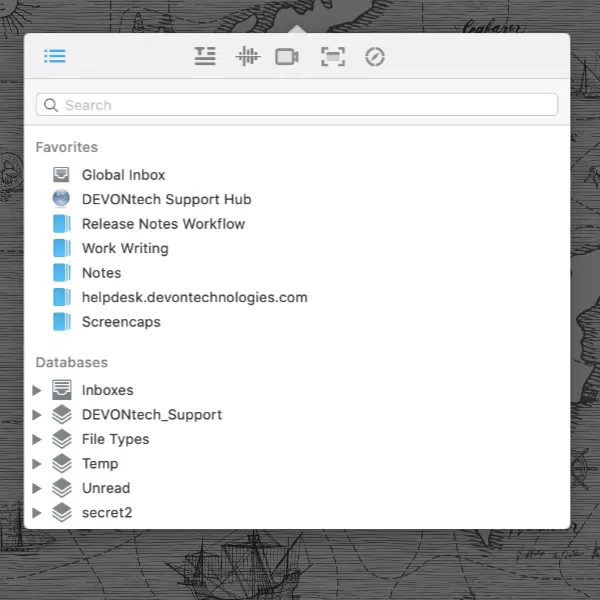 Search
Favorites
Global Inbox
DEVONtech Support Hub
Release Notes Workflow
Work Writing
Notes
helpdesk.devontechnologies.com
Screencaps
Databases
Inboxes
DEVONtech_Support
File Types
Temp
Unread
secret2